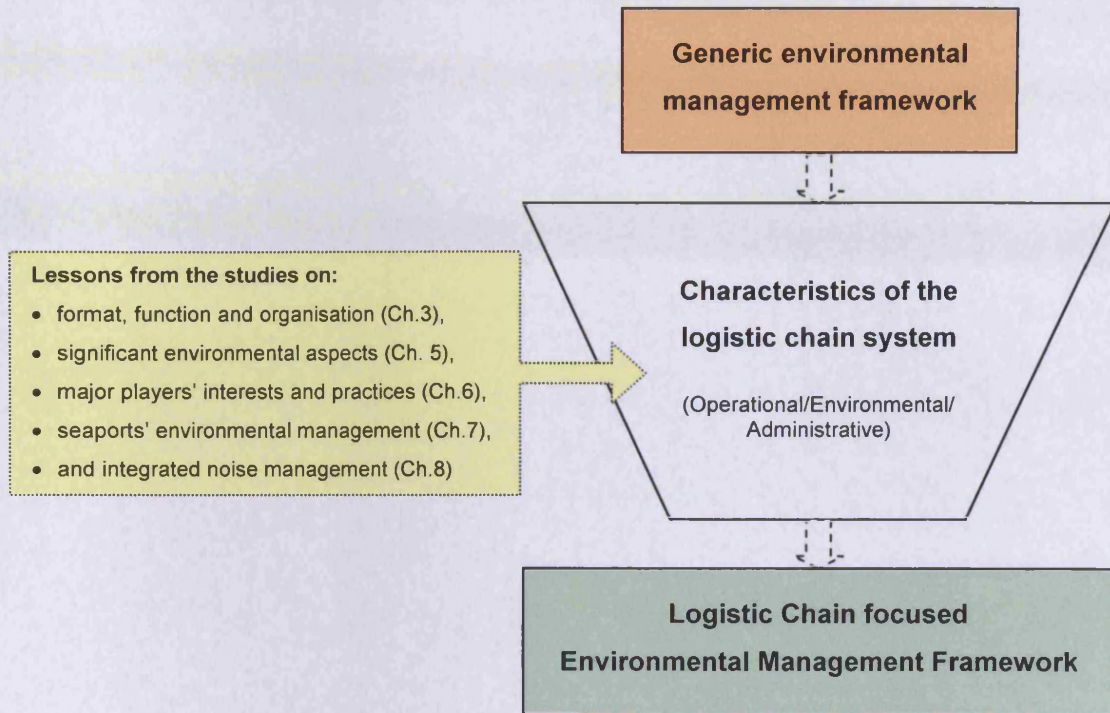 Generic environmental
management framework
Lessons from the studies on:
• format, function and organisation (Ch.3),
• significant environmental aspects (Ch. 5),
• major players' interests and practices (Ch.6),
• seaports' environmental management (Ch.7),
• and integrated noise management (Ch.8)
Characteristics of the
logistic chain system
(Operational/Environmental/
Administrative)
Logistic Chain focused
Environmental Management Framework